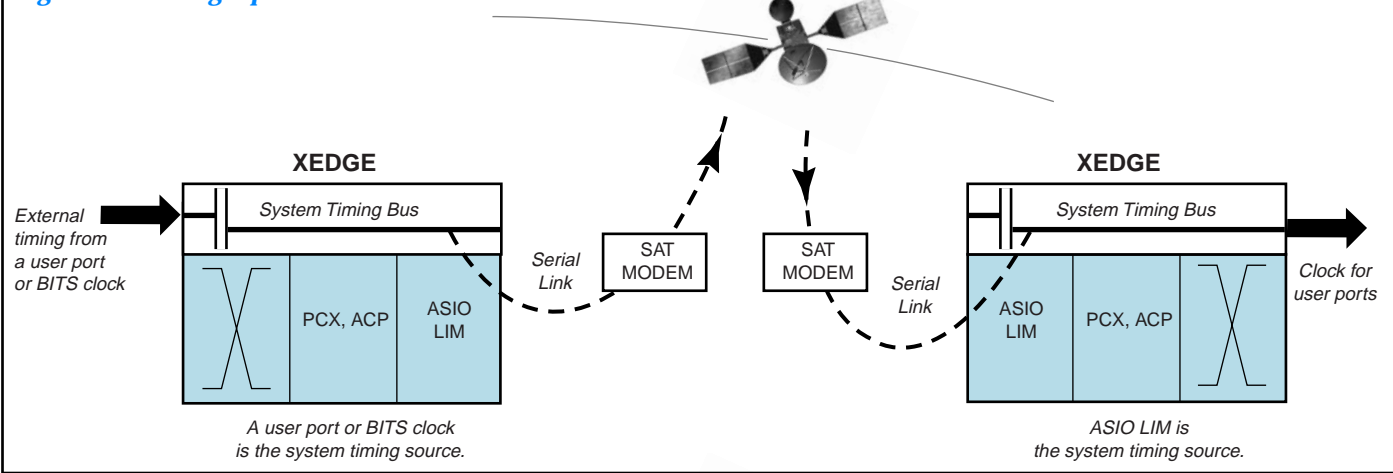 XEDGE
System Timing Bus
External
timing from
a user port
or BITS clock
PCX, ACP
ASIO
LIM
Serial
Link
SAT
MODEM
A user port or BITS clock
is the system timing source.
SAT
MODEM
Serial
Link
XEDGE
System Timing Bus
ASIO
LIM
PCX, ACP
Clock for
user ports
ASIO LIM is
the system timing source.